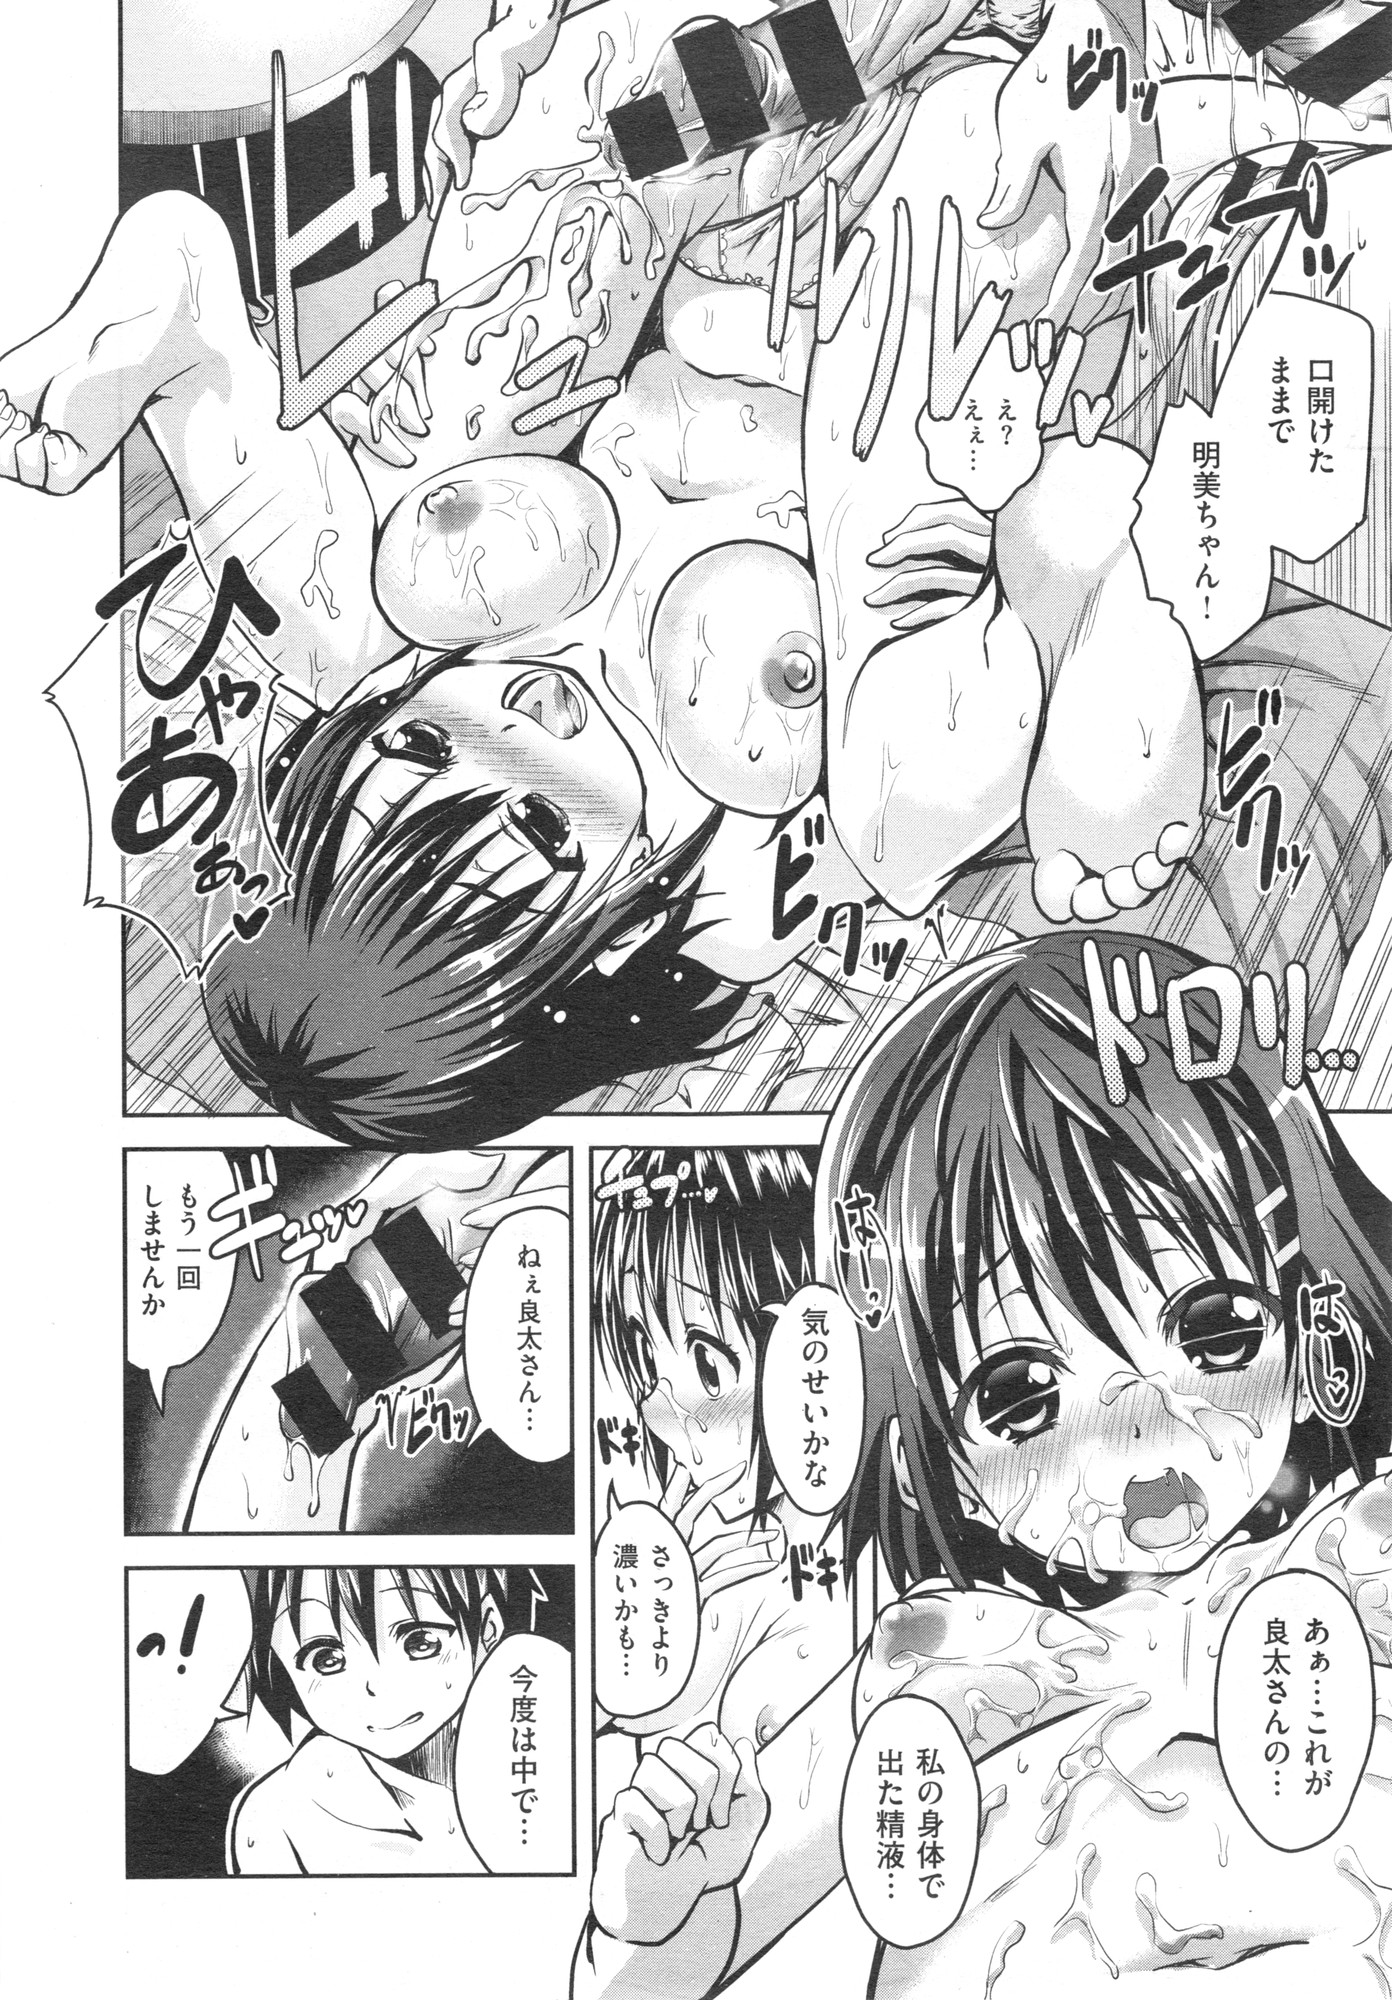 口開けた
ままで
明美ちゃん!
え?
えぇ…
ビクッ
ビクッ
ビクッ
ひゃあぁっ♥
ドロリ…
はーっ♥
はーっ♥
あぁ…これが
良太さんの…
私の身体で
出た精液…
気のせいかな
チュプ…♥
ドキ
ドキ
さっきより
濃いかも…
ねぇ良太さん…
もう一回
しませんか
ギュッ♥
ビクッ
今度は中で…
っ!